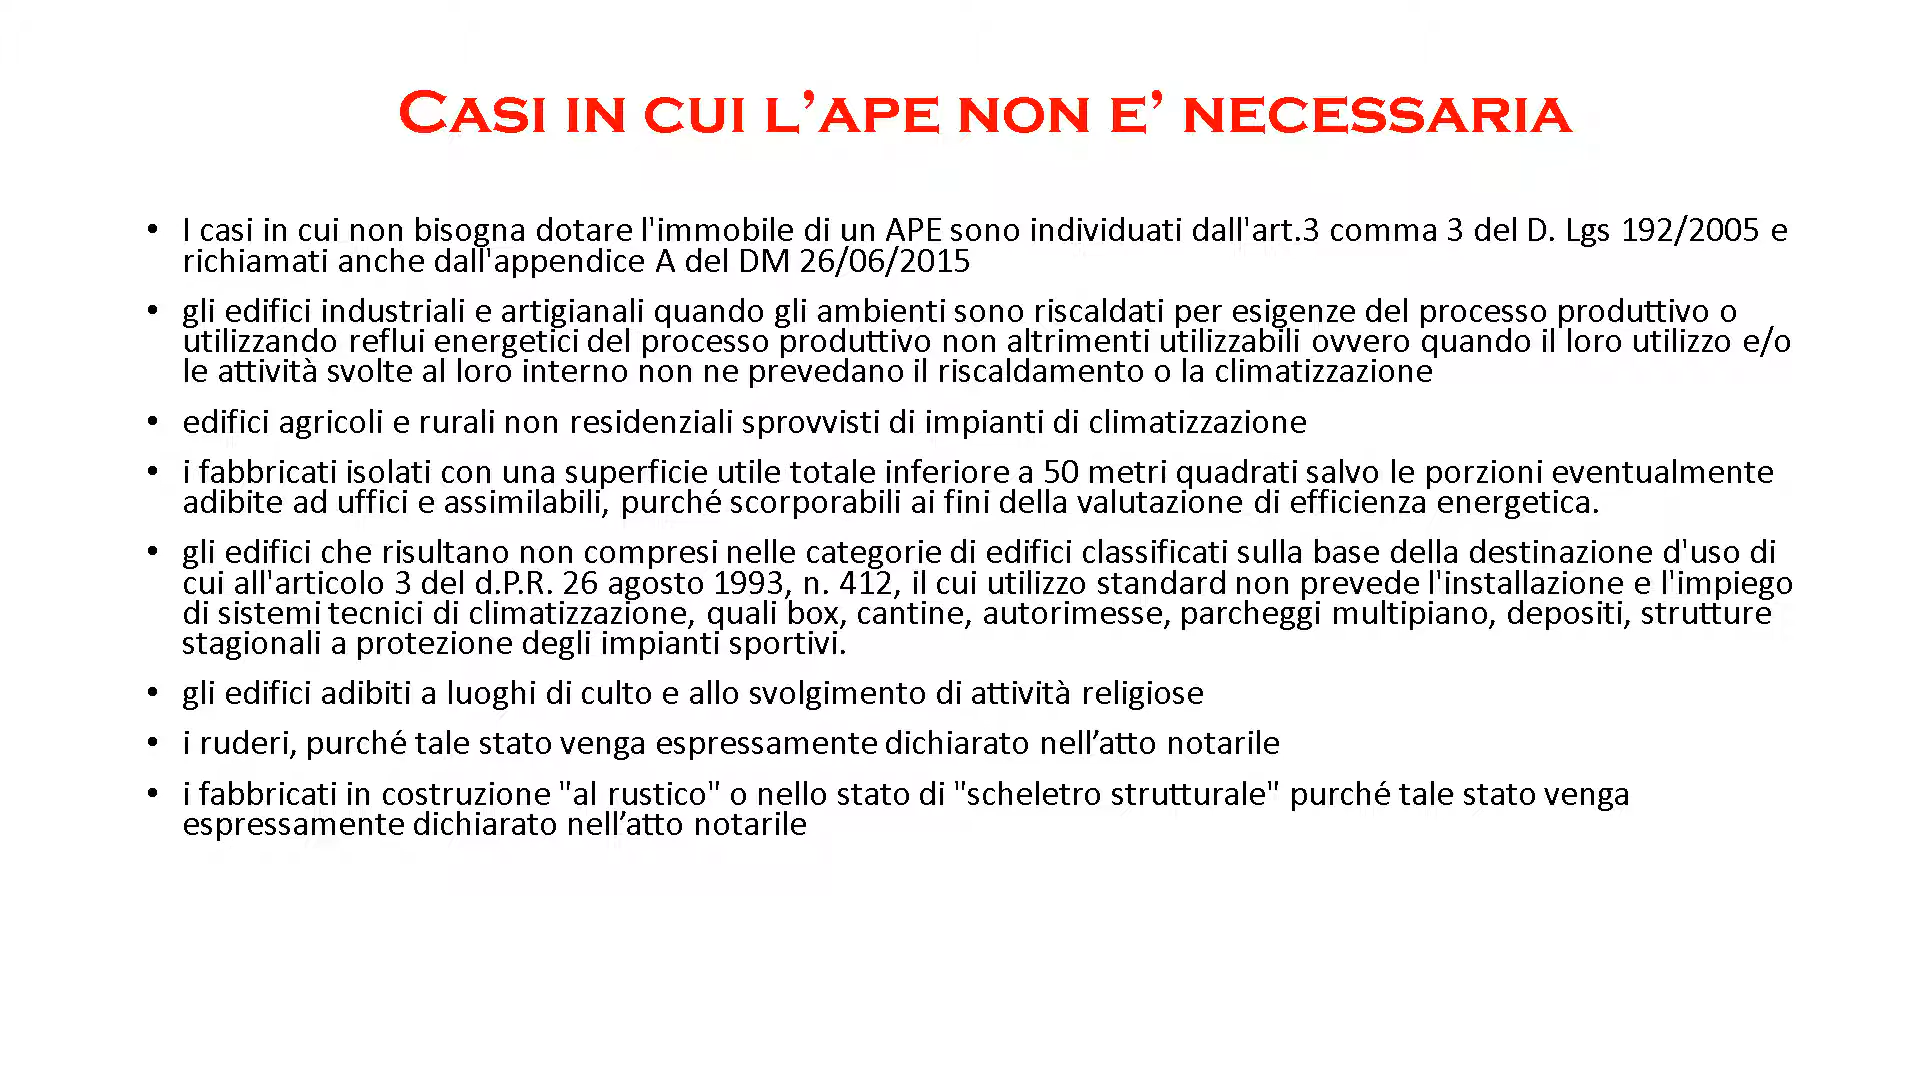 CASI IN CUI L’APE NON E’ NECESSARIA
• I casi in cui non bisogna dotare l'immobile di un APE sono individuati dall'art.3 comma 3 del D. Lgs 192/2005 e
richiamati anche dall'appendice A del DM 26/06/2015
• gli edifici industriali e artigianali quando gli ambienti sono riscaldati per esigenze del processo produttivo o
utilizzando reflui energetici del processo produttivo non altrimenti utilizzabili ovvero quando il loro utilizzo e/o
le attività svolte al loro interno non ne prevedano il riscaldamento o la climatizzazione
• edifici agricoli e rurali non residenziali sprovvisti di impianti di climatizzazione
• i fabbricati isolati con una superficie utile totale inferiore a 50 metri quadrati salvo le porzioni eventualmente
adibite ad uffici e assimilabili, purché scorporabili ai fini della valutazione di efficienza energetica.
• gli edifici che risultano non compresi nelle categorie di edifici classificati sulla base della destinazione d'uso di
cui all'articolo 3 del d.P.R. 26 agosto 1993, n. 412, il cui utilizzo standard non prevede l'installazione e l'impiego
di sistemi tecnici di climatizzazione, quali box, cantine, autorimesse, parcheggi multipiano, depositi, strutture
stagionali a protezione degli impianti sportivi.
• gli edifici adibiti a luoghi di culto e allo svolgimento di attività religiose
• i ruderi, purché tale stato venga espressamente dichiarato nell’atto notarile
• i fabbricati in costruzione "al rustico" o nello stato di "scheletro strutturale" purché tale stato venga
espressamente dichiarato nell’atto notarile